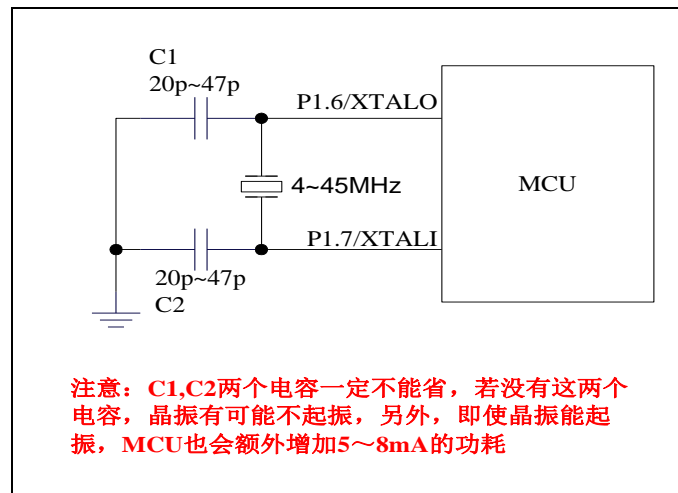 C1
20p~47p
P1.6/XTALO
4~45MHz
MCU
P1.7/XTALI
20p~47p
C2
注意：C1,C2两个电容一定不能省，若没有这两个
电容，晶振有可能不起振，另外，即使晶振能起
振，MCU也会额外增加5～8mA的功耗